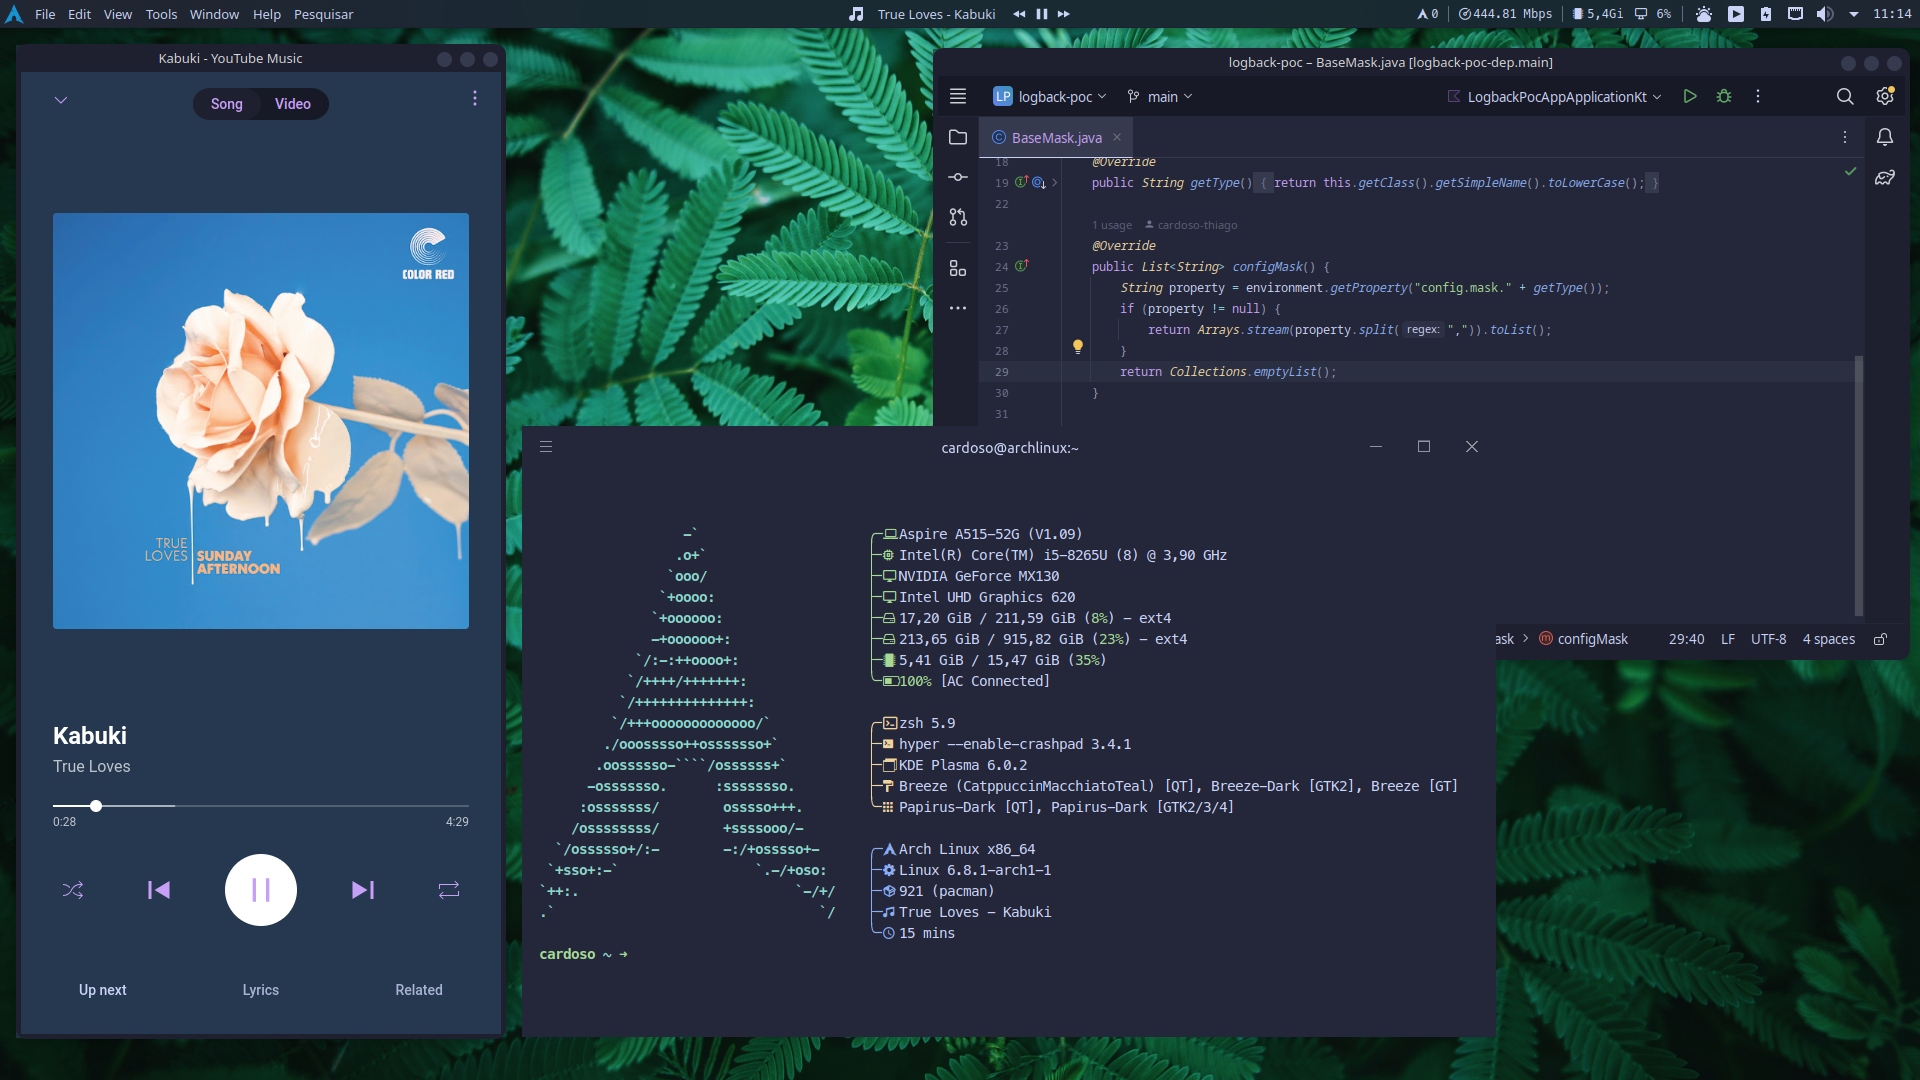 File Edit View Tools Window Help Pesquisar
True Loves - Kabuki
0
444.81 Mbps
5,4Gi
6%
11:14
Kabuki - YouTube Music
Song
Video
COLOR RED
TRUE LOVES
SUNDAY AFTERNOON
Kabuki
True Loves
0:28
4:29
Up next
Lyrics
Related
logback-poc – BaseMask.java [logback-poc-dep.main]
LP logback-poc
main
LogbackPocAppApplicationKt
BaseMask.java
18 @Override
19 public String getType() { return this.getClass().getSimpleName().toLowerCase(); }
22
1 usage cardoso-thiago
23 @Override
24 public List<String> configMask() {
25 String property = environment.getProperty("config.mask." + getType());
26 if (property != null) {
27 return Arrays.stream(property.split( regex: ",")).toList();
28 }
29 return Collections.emptyList();
30 }
31
ask > configMask
29:40 LF UTF-8 4 spaces
cardoso@archlinux:~
-`
.o+`
`ooo/
`+oooo:
`+oooooo:
-+oooooo+:
`/:-:++oooo+:
`/++++/+++++++:
`/++++++++++++++:
`/+++ooooooooooooo/`
./ooosssso++osssssso+`
.oossssso-````/ossssss+`
-osssssso.      :ssssssso.
:osssssss/        osssso+++.
/ossssssss/        +ssssooo/-
`/ossssso+/:-        -:/+osssso+-
`+sso+:-`                 `.-/+oso:
`++:.                           `-/+/
.`                                 `/
Aspire A515-52G (V1.09)
Intel(R) Core(TM) i5-8265U (8) @ 3,90 GHz
NVIDIA GeForce MX130
Intel UHD Graphics 620
17,20 GiB / 211,59 GiB (8%) - ext4
213,65 GiB / 915,82 GiB (23%) - ext4
5,41 GiB / 15,47 GiB (35%)
100% [AC Connected]
zsh 5.9
hyper --enable-crashpad 3.4.1
KDE Plasma 6.0.2
Breeze (CatppuccinMacchiatoTeal) [QT], Breeze-Dark [GTK2], Breeze [GT]
Papirus-Dark [QT], Papirus-Dark [GTK2/3/4]
Arch Linux x86_64
Linux 6.8.1-arch1-1
921 (pacman)
True Loves - Kabuki
15 mins
cardoso ~ ➜